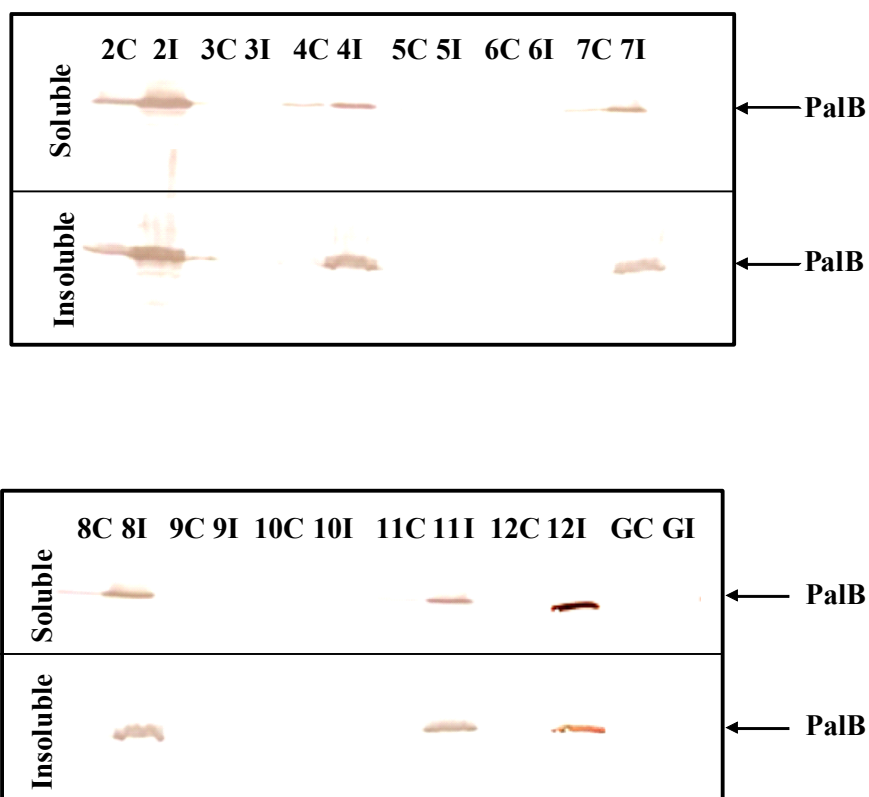 2C 2I 3C 3I 4C 4I 5C 5I 6C 6I 7C 7I
Soluble
PalB
Insoluble
PalB
8C 8I 9C 9I 10C 10I 11C 11I 12C 12I GC GI
Soluble
PalB
Insoluble
PalB